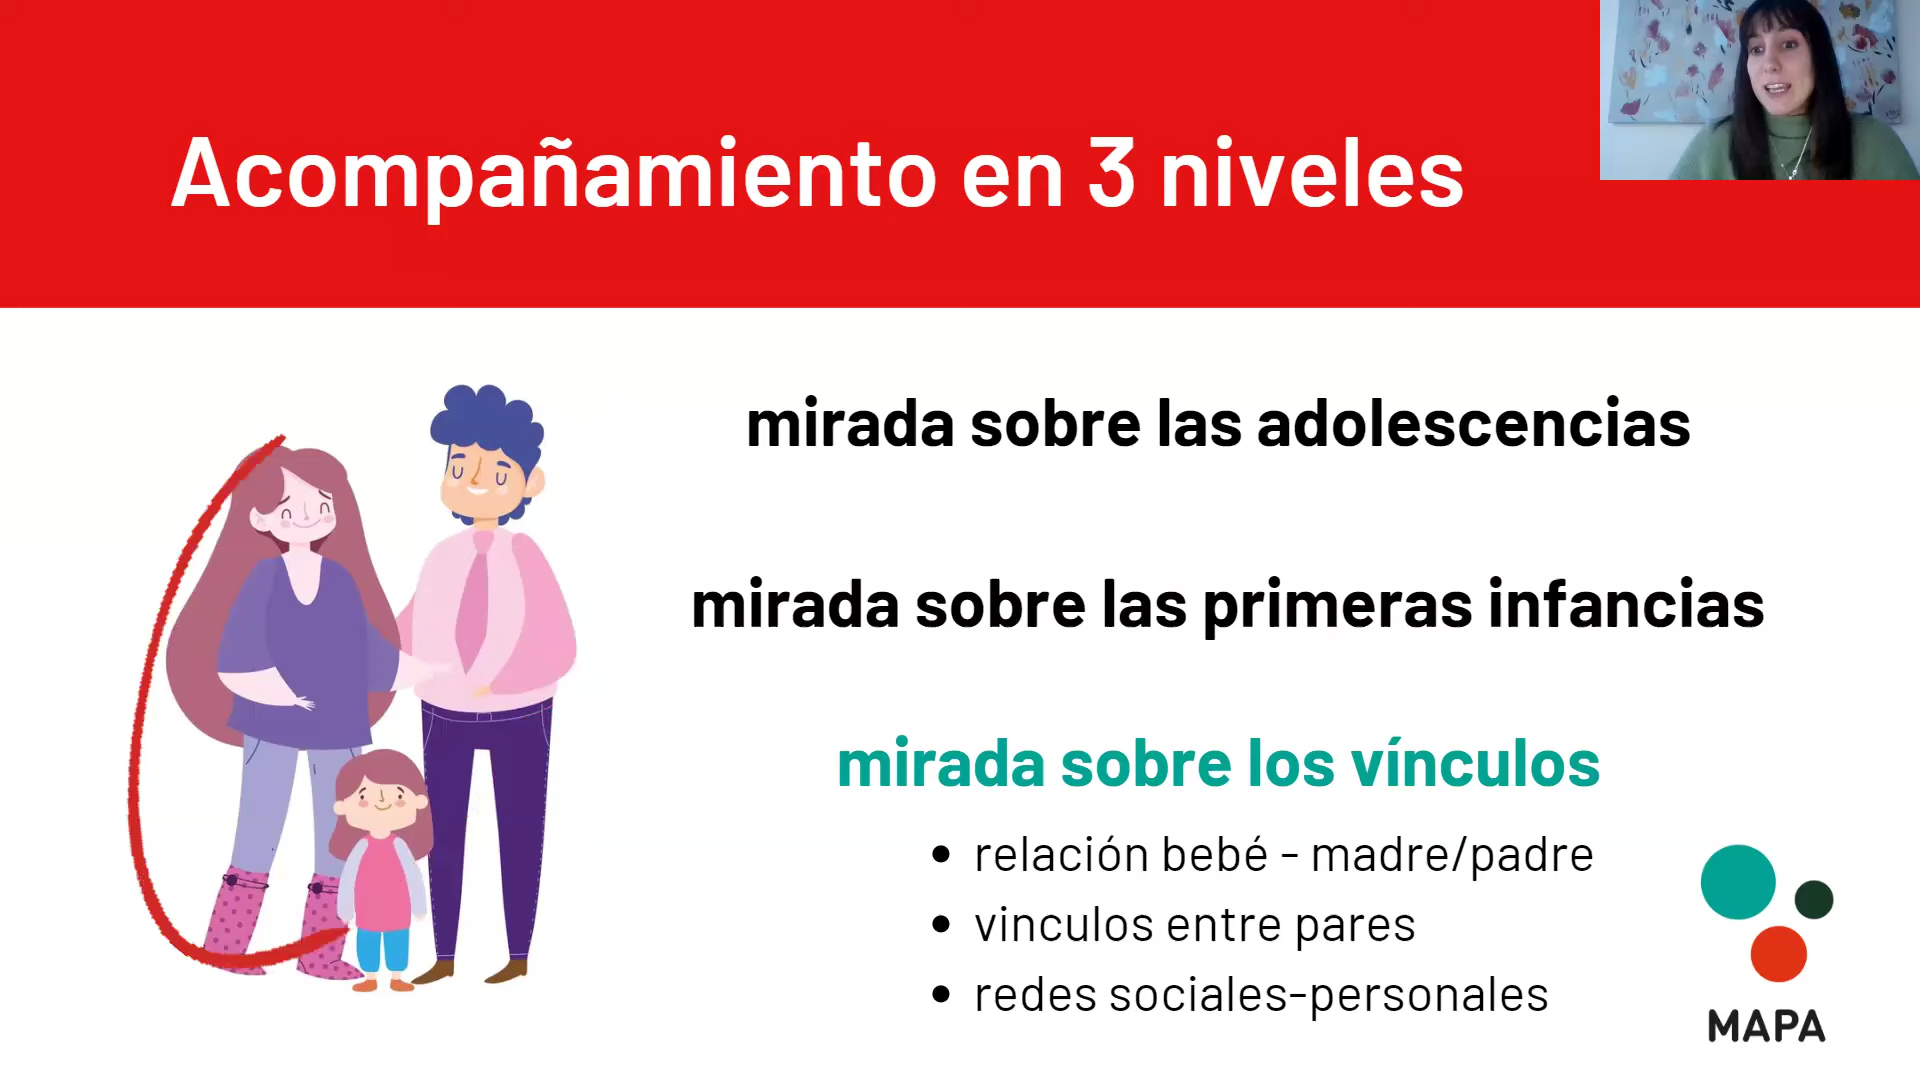 Acompañamiento en 3 niveles
mirada sobre las adolescencias
mirada sobre las primeras infancias
mirada sobre los vínculos
• relación bebé - madre/padre
• vinculos entre pares
• redes sociales-personales
MAPA